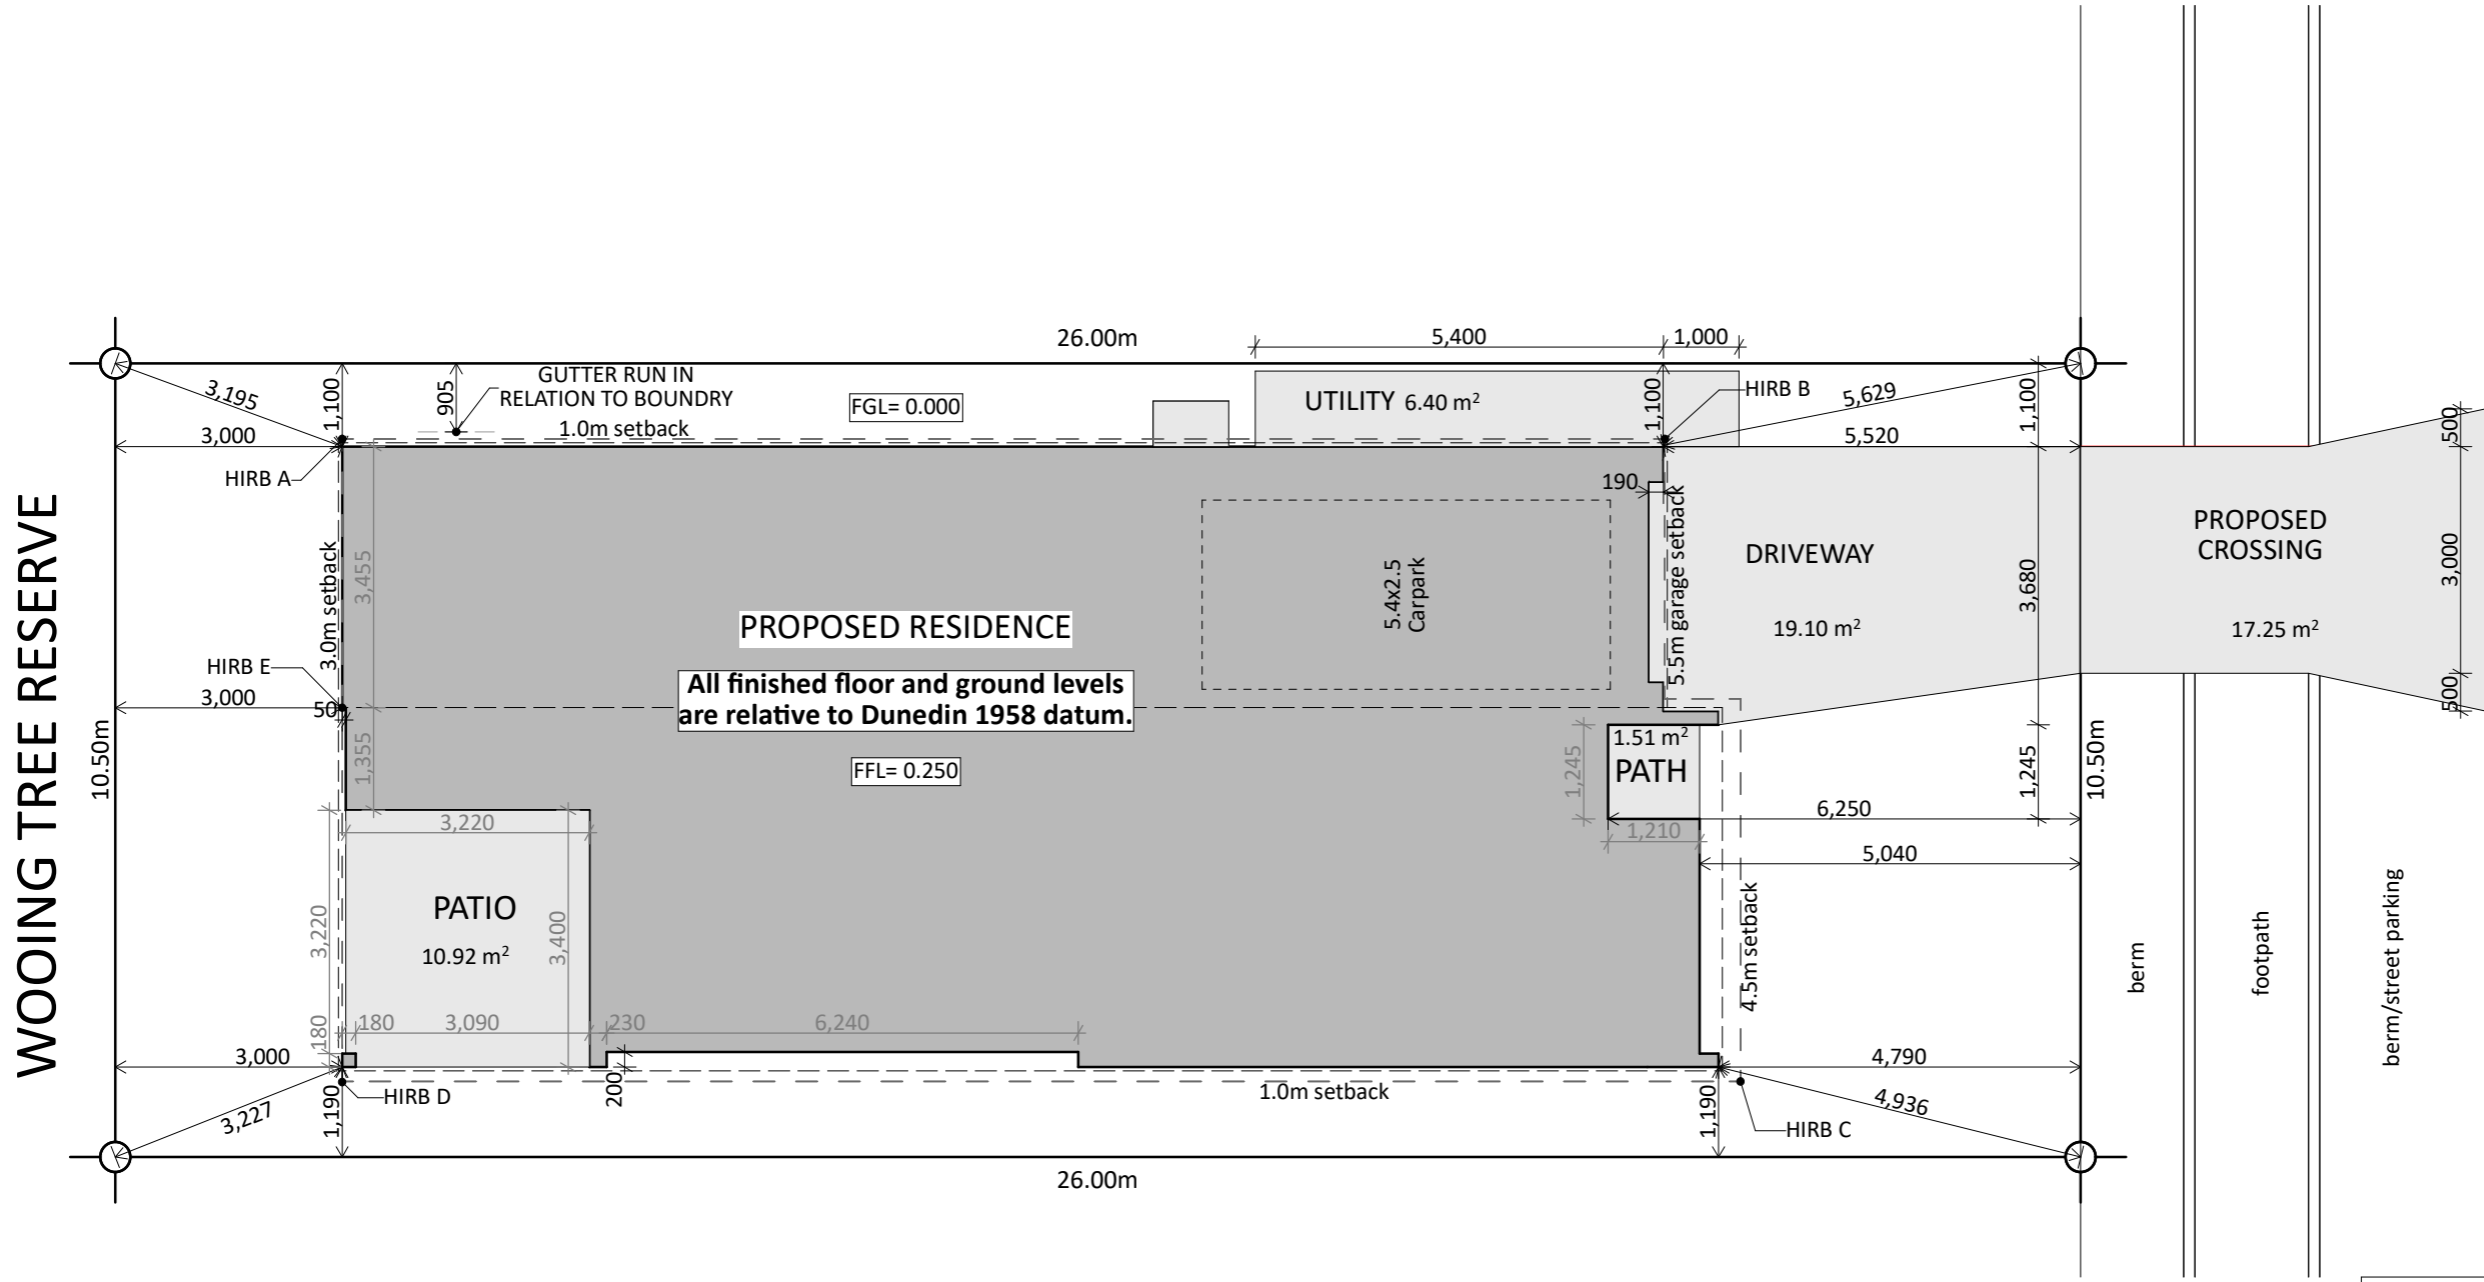 26.00m
5,400
1,000
3,195
1,100
905
GUTTER RUN IN
RELATION TO BOUNDRY
1.0m setback
FGL= 0.000
UTILITY 6.40 m²
1,100
HIRB B
5,629
1,100
500
3,000
5,520
HIRB A
190
3.0m setback
3,455
5.4x2.5
Carpark
5.5m garage setback
DRIVEWAY
19.10 m²
3,680
PROPOSED
CROSSING
17.25 m²
3,000
500
PROPOSED RESIDENCE
All finished floor and ground levels
are relative to Dunedin 1958 datum.
FFL= 0.250
HIRB E
3,000
50
1,355
WOOING TREE RESERVE
10.50m
1.51 m²
PATH
1,245
1,245
10.50m
6,250
1,210
5,040
3,220
PATIO
10.92 m²
3,220
3,400
180
180
3,090
230
6,240
200
4.5m setback
berm
footpath
berm/street parking
3,000
4,790
HIRB D
1.0m setback
3,227
1,190
1,190
4,936
HIRB C
26.00m